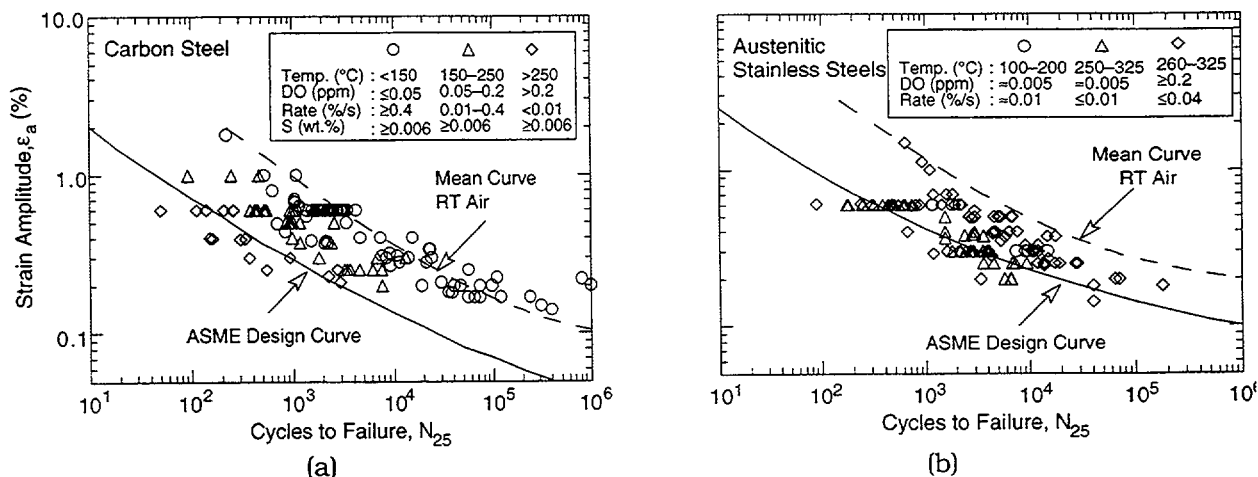 10.0
1.0
0.1
Strain Amplitude, εa (%)
Carbon Steel
Temp. (°C) : <150 150–250 >250
DO (ppm) : ≤0.05 0.05–0.2 >0.2
Rate (%/s) : ≥0.4 0.01–0.4 <0.01
S (wt.%) : ≥0.006 ≥0.006 ≥0.006
Mean Curve
RT Air
ASME Design Curve
10^1 10^2 10^3 10^4 10^5 10^6
Cycles to Failure, N25
(a)
Austenitic
Stainless Steels
Temp. (°C) : 100–200 250–325 260–325
DO (ppm) : ≈0.005 ≈0.005 ≥0.2
Rate (%/s) : ≈0.01 ≤0.01 ≤0.04
Mean Curve
RT Air
ASME Design Curve
10^1 10^2 10^3 10^4 10^5 10^6
Cycles to Failure, N25
(b)